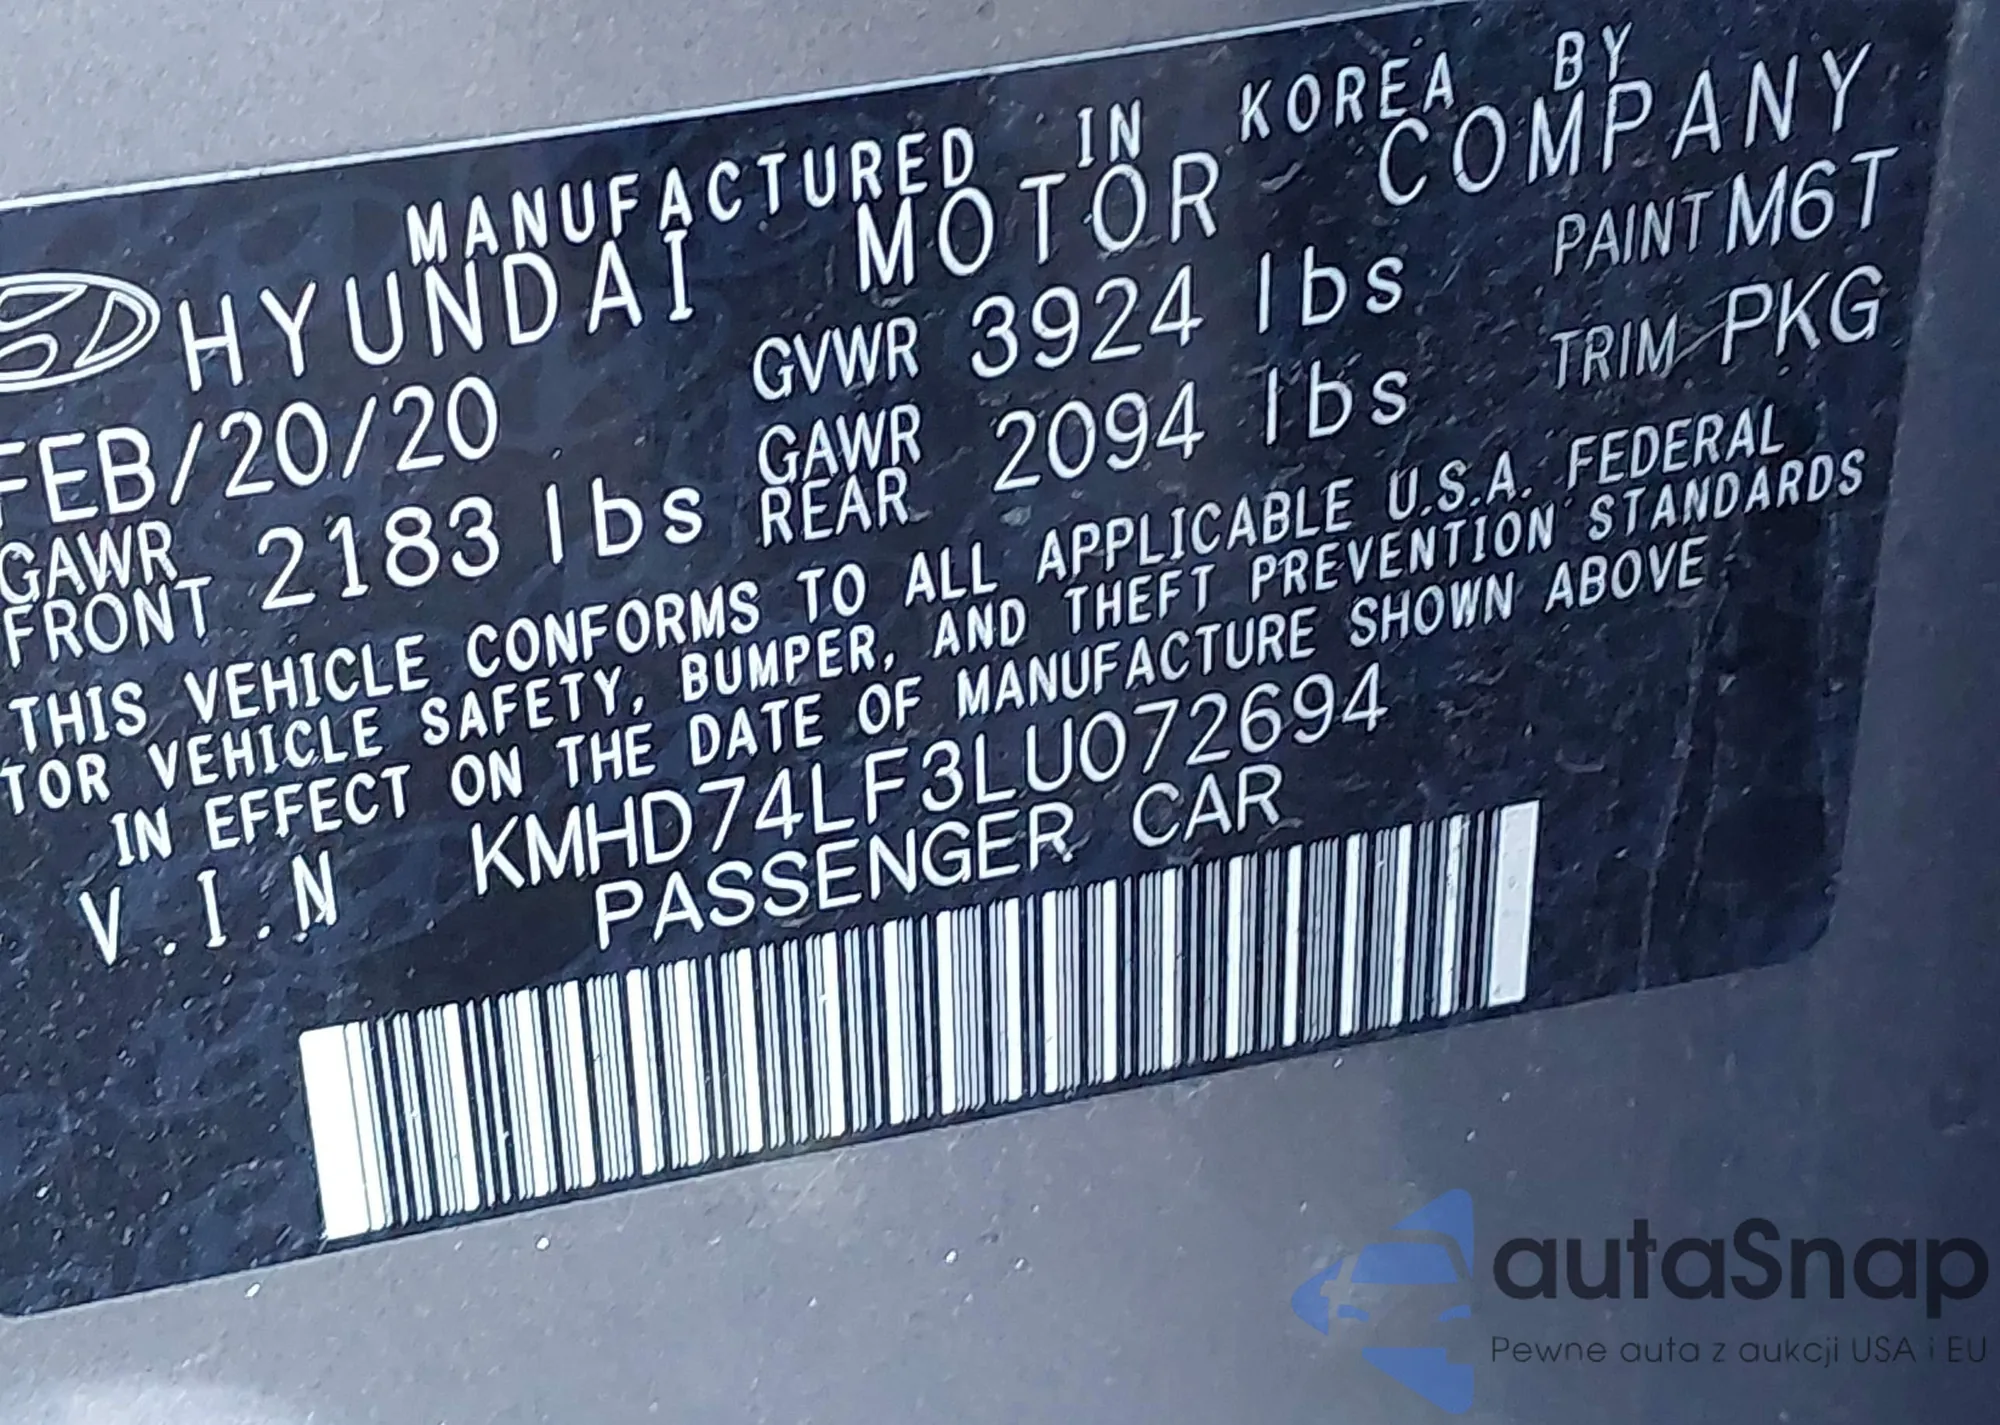 MANUFACTURED IN KOREA BY
HYUNDAI MOTOR COMPANY
FEB/20/20 GVWR 3924 lbs PAINT M6T
GAWR FRONT 2183 lbs GAWR REAR 2094 lbs TRIM PKG
THIS VEHICLE CONFORMS TO ALL APPLICABLE U.S.A. FEDERAL
TOR VEHICLE SAFETY, BUMPER, AND THEFT PREVENTION STANDARDS
IN EFFECT ON THE DATE OF MANUFACTURE SHOWN ABOVE
V.I.N KMHD74LF3LU072694
PASSENGER CAR
autaSnap
Pewne auta z aukcji USA i EU